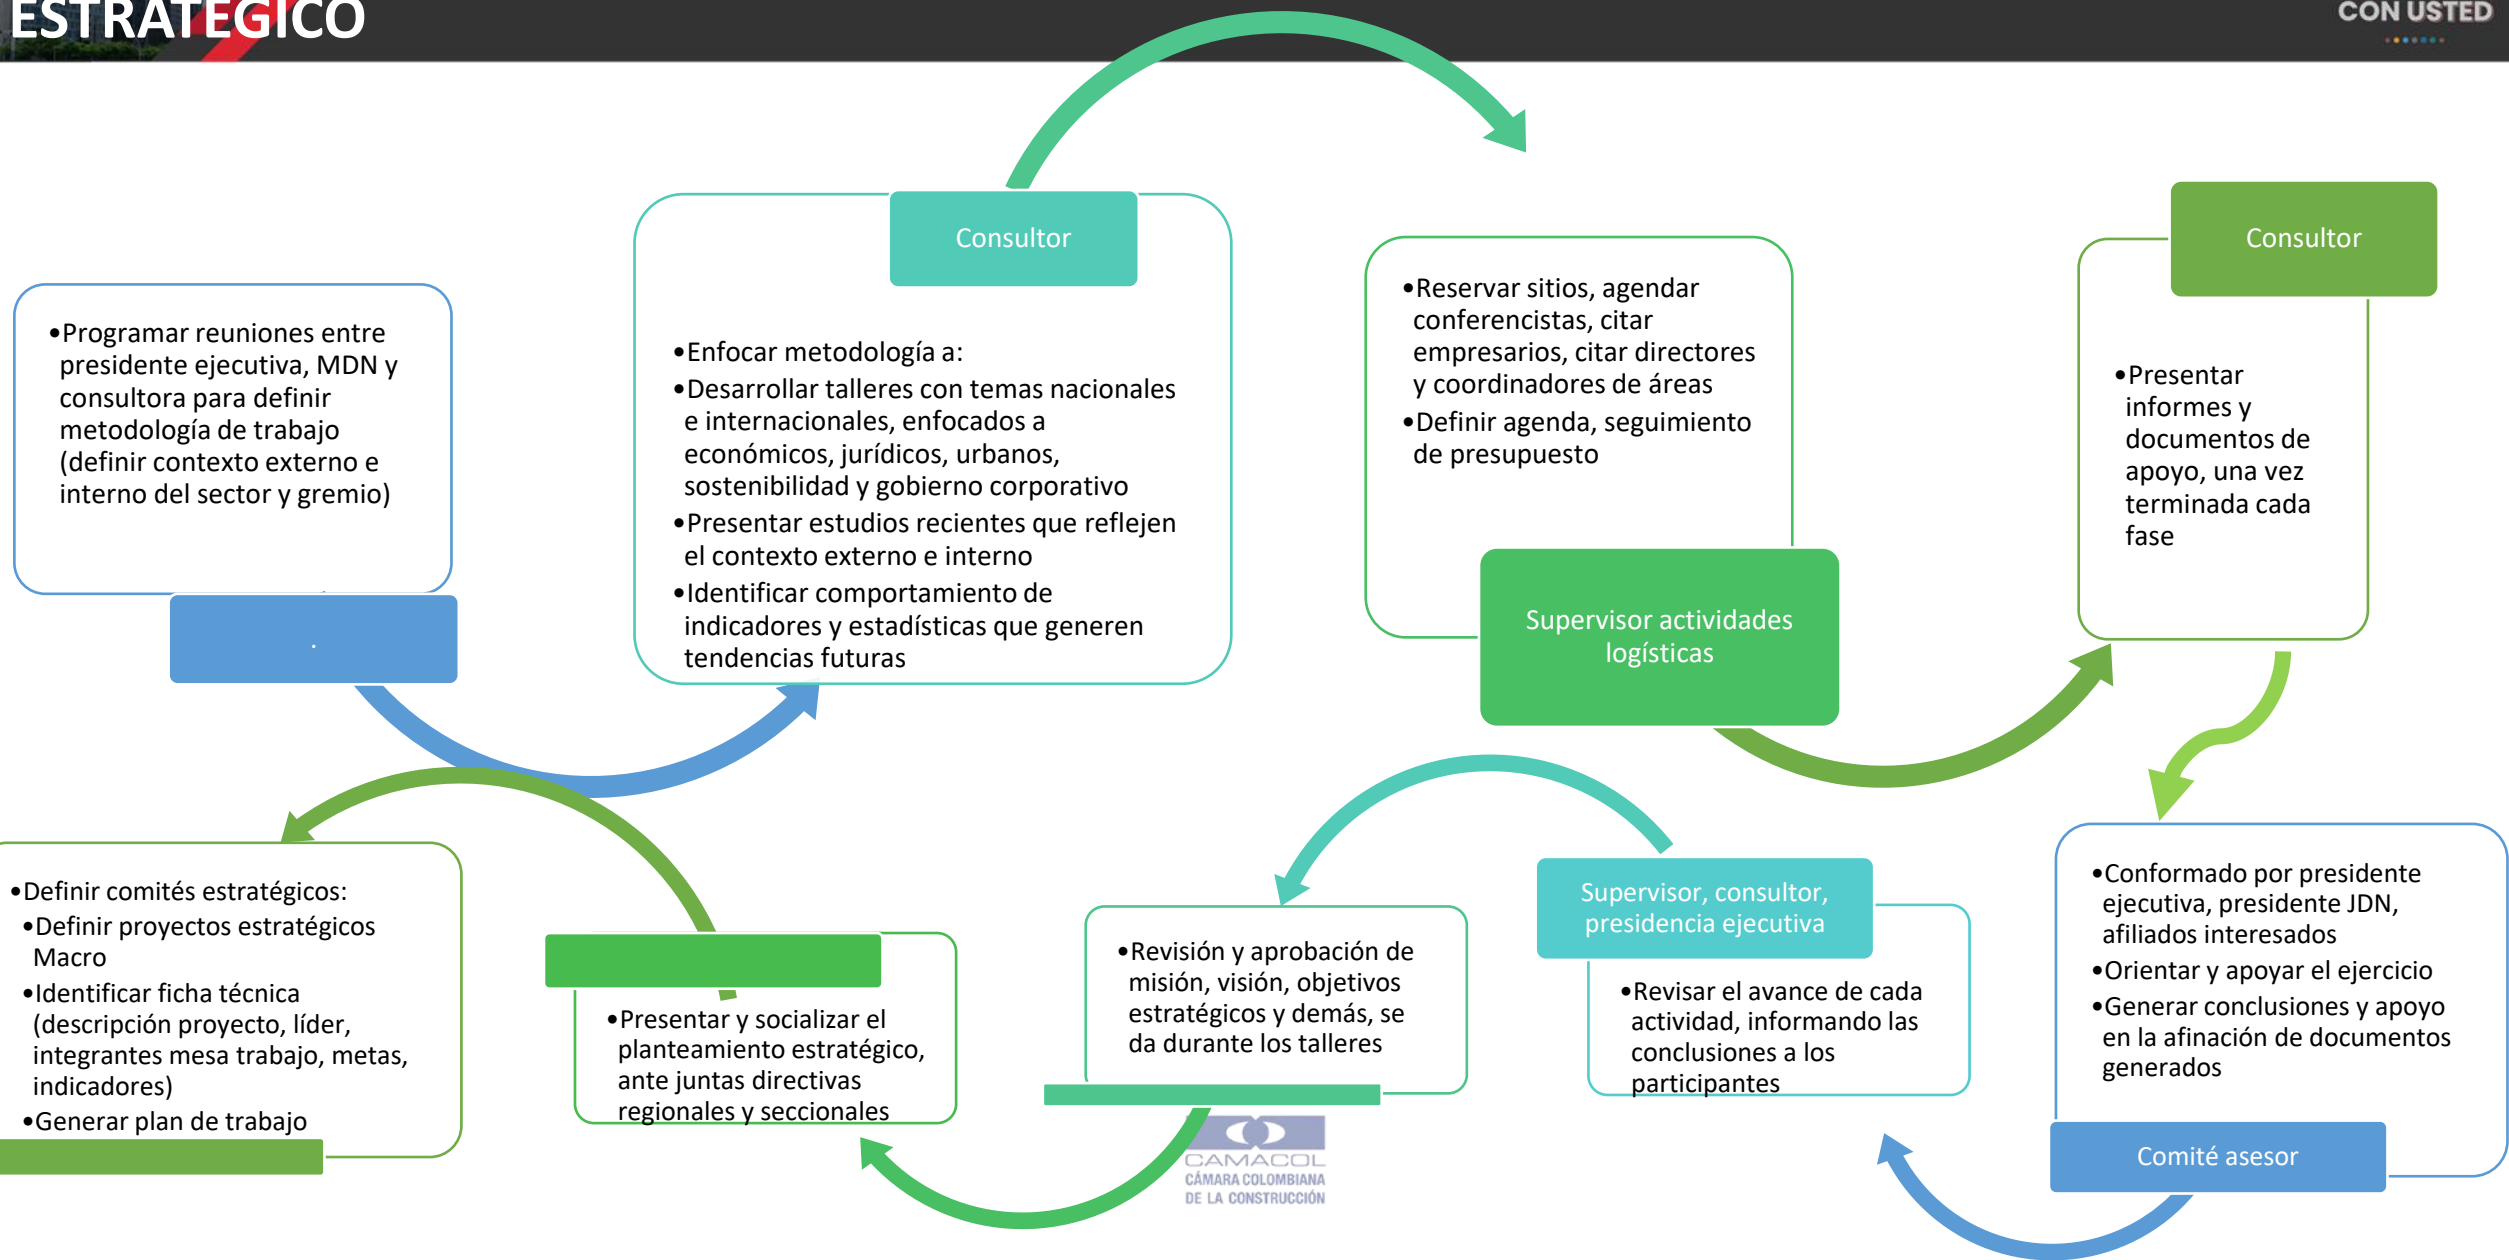 ESTRATÉGICO
CON USTED
•Programar reuniones entre
presidente ejecutiva, MDN y
consultora para definir
metodología de trabajo
(definir contexto externo e
interno del sector y gremio)
.
Consultor
•Enfocar metodología a:
•Desarrollar talleres con temas nacionales
e internacionales, enfocados a
económicos, jurídicos, urbanos,
sostenibilidad y gobierno corporativo
•Presentar estudios recientes que reflejen
el contexto externo e interno
•Identificar comportamiento de
indicadores y estadísticas que generen
tendencias futuras
•Reservar sitios, agendar
conferencistas, citar
empresarios, citar directores
y coordinadores de áreas
•Definir agenda, seguimiento
de presupuesto
Supervisor actividades
logísticas
Consultor
•Presentar
informes y
documentos de
apoyo, una vez
terminada cada
fase
•Conformado por presidente
ejecutiva, presidente JDN,
afiliados interesados
•Orientar y apoyar el ejercicio
•Generar conclusiones y apoyo
en la afinación de documentos
generados
Comité asesor
Supervisor, consultor,
presidencia ejecutiva
•Revisar el avance de cada
actividad, informando las
conclusiones a los
participantes
•Revisión y aprobación de
misión, visión, objetivos
estratégicos y demás, se
da durante los talleres
•Presentar y socializar el
planteamiento estratégico,
ante juntas directivas
regionales y seccionales
•Definir comités estratégicos:
•Definir proyectos estratégicos
Macro
•Identificar ficha técnica
(descripción proyecto, líder,
integrantes mesa trabajo, metas,
indicadores)
•Generar plan de trabajo
CAMACOL
CÁMARA COLOMBIANA
DE LA CONSTRUCCIÓN